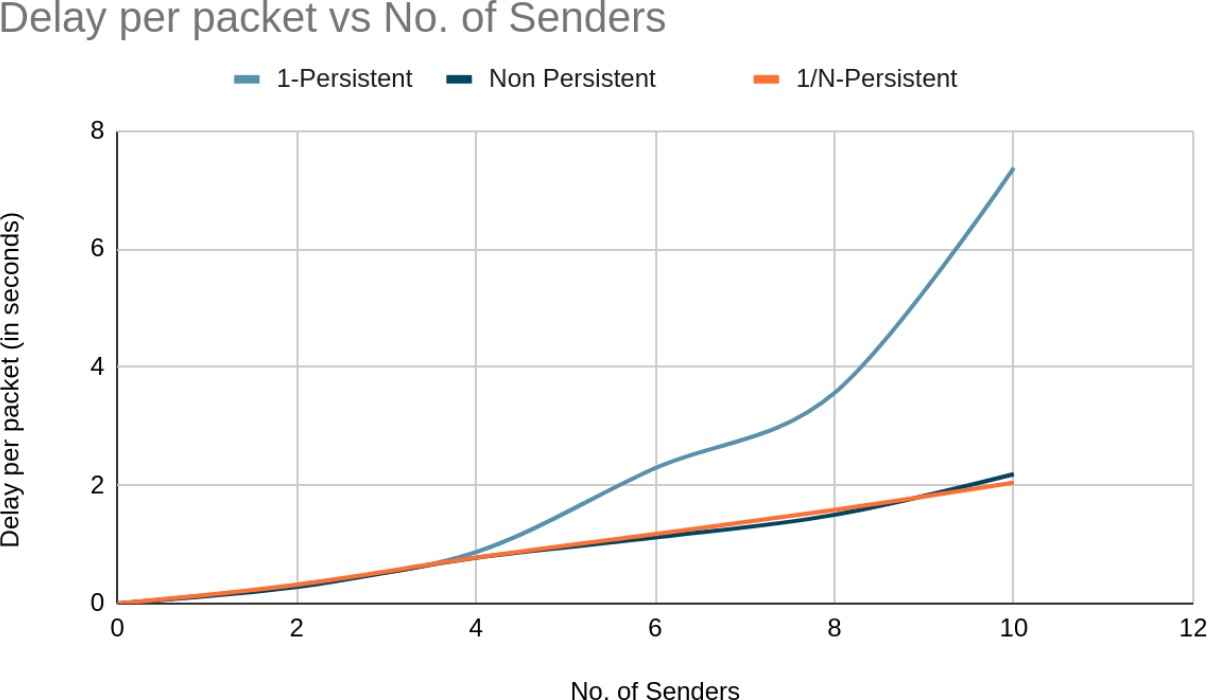 Delay per packet vs No. of Senders
1-Persistent Non Persistent 1/N-Persistent
Delay per packet (in seconds)
8
6
4
2
0
0 2 4 6 8 10 12
No. of Senders